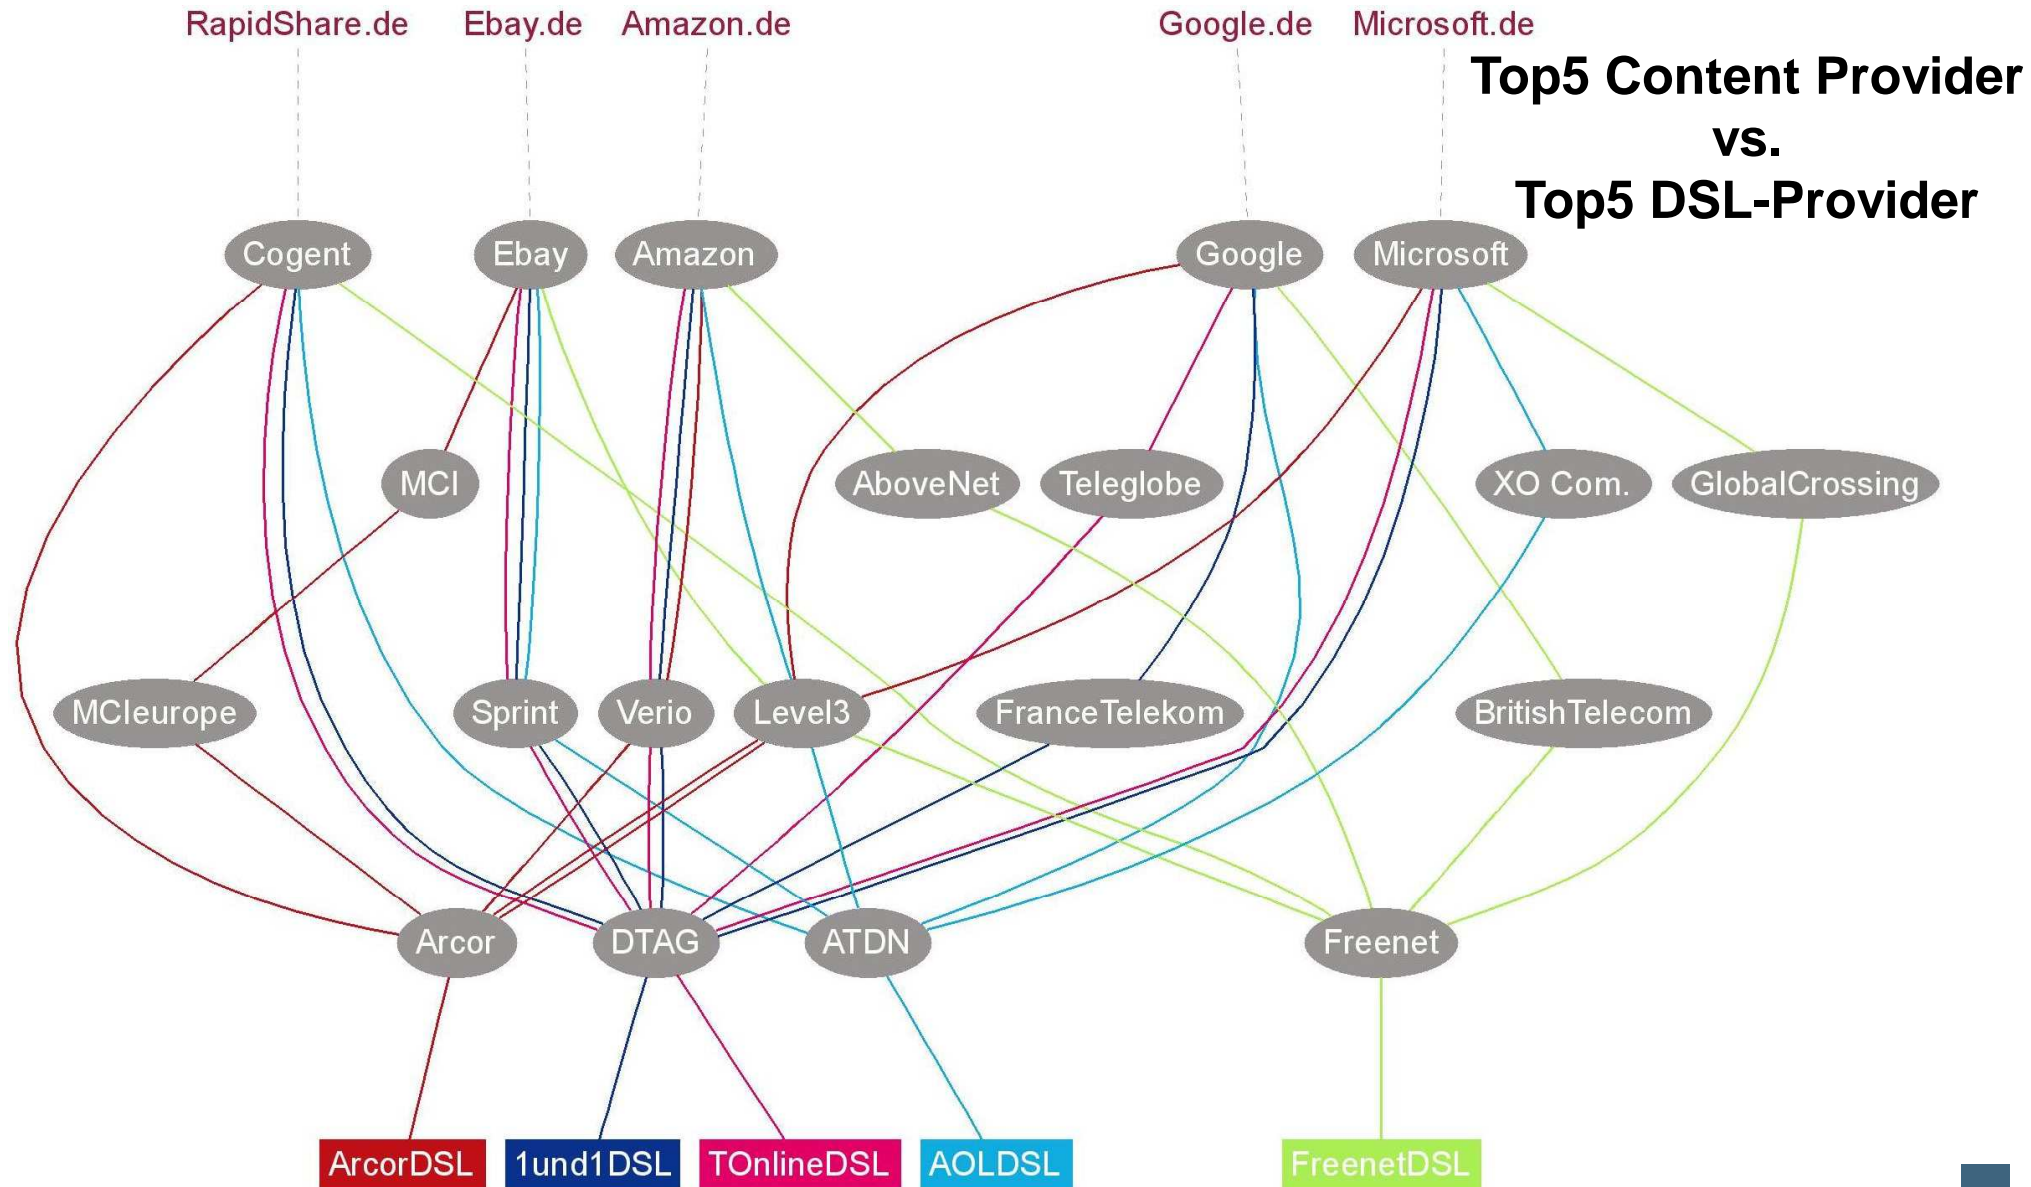 RapidShare.de Ebay.de Amazon.de Google.de Microsoft.de
Top5 Content Provider
vs.
Top5 DSL-Provider
Cogent Ebay Amazon Google Microsoft
MCI AboveNet Teleglobe XO Com. GlobalCrossing
MCIeurope Sprint Verio Level3 FranceTelekom BritishTelecom
Arcor DTAG ATDN Freenet
ArcorDSL 1und1DSL TOnlineDSL AOLDSL FreenetDSL